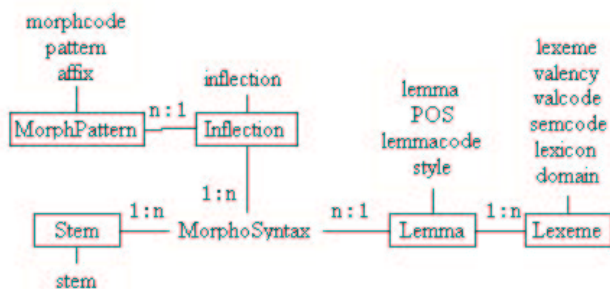 morphcode
pattern
affix
MorphPattern
n:1
inflection
Inflection
1:n
lemma
POS
lemmacode
style
lexeme
valency
valcode
semcode
lexicon
domain
Stem
1:n
MorphoSyntax
n:1
Lemma
1:n
Lexeme
stem